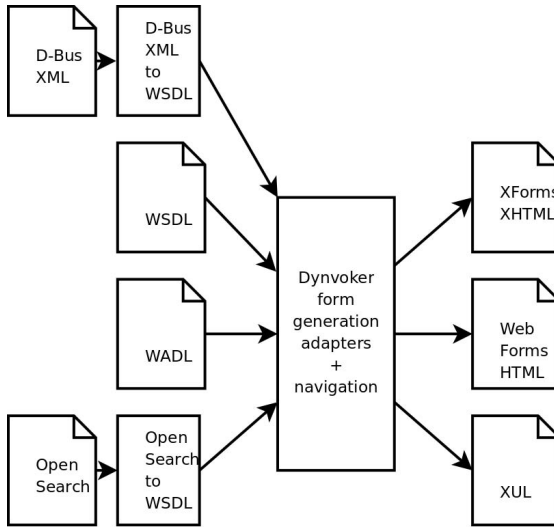 D-Bus
XML
D-Bus
XML
to
WSDL
WSDL
WADL
Open
Search
Open
Search
to
WSDL
Dynvoker
form
generation
adapters
+
navigation
XForms
XHTML
Web
Forms
HTML
XUL